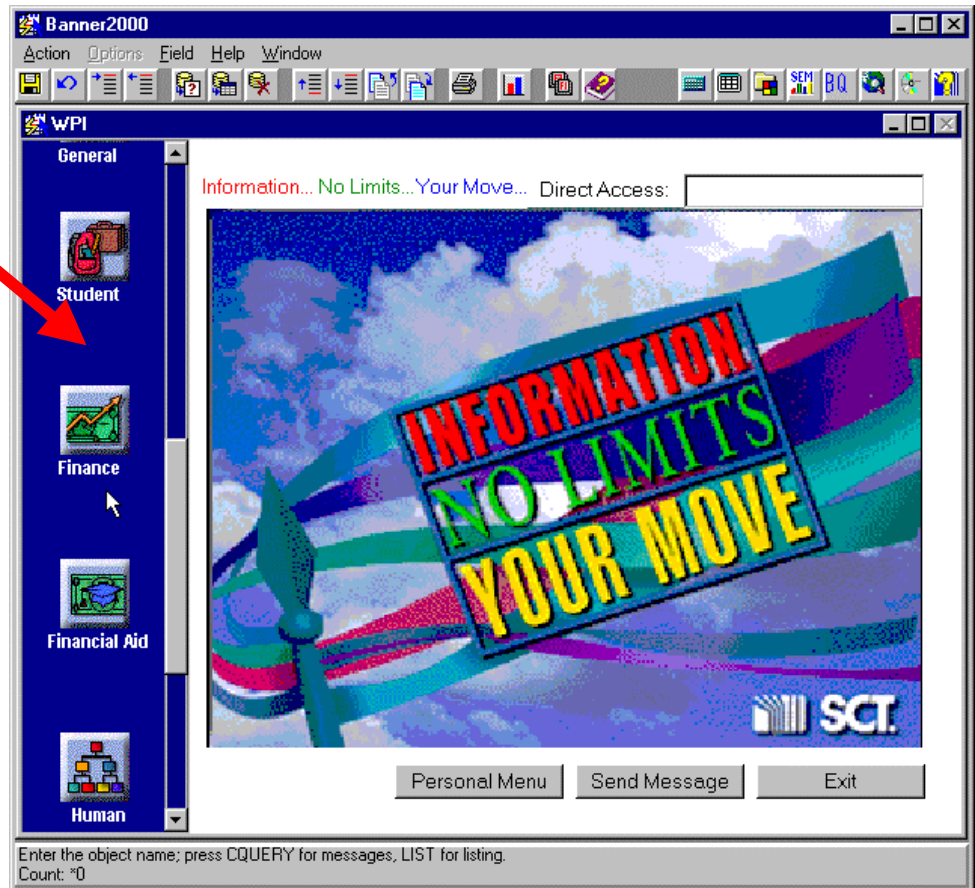 Banner2000
Action Options Field Help Window
SEM BQ
WPI
General
Student
Finance
Financial Aid
Human
Information... No Limits...Your Move... Direct Access:
INFORMATION
NO LIMITS
YOUR MOVE
SCT.
Personal Menu Send Message Exit
Enter the object name; press CQUERY for messages, LIST for listing.
Count: *0